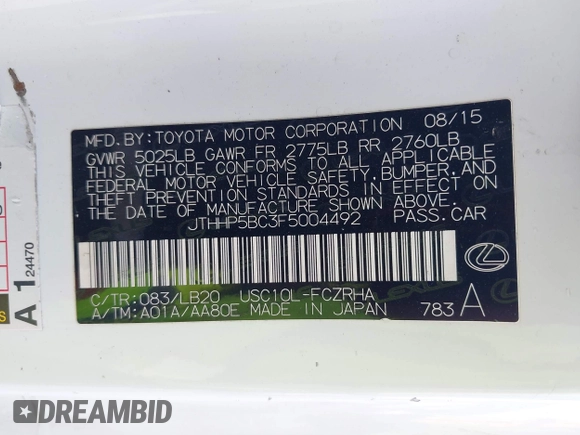 MFD. BY: TOYOTA MOTOR CORPORATION 08/15
GVWR 5025LB GAWR FR 2775LB RR 2760LB
THIS VEHICLE CONFORMS TO ALL APPLICABLE
FEDERAL MOTOR VEHICLE SAFETY, BUMPER, AND
THEFT PREVENTION STANDARDS IN EFFECT ON
THE DATE OF MANUFACTURE SHOWN ABOVE.
JTHHP5BC3F5004492 PASS. CAR
C/TR: 083/LB20 USC10L-FCZRHA
A/TM: A01A/AA80E MADE IN JAPAN 783 A
A 1 24470
DREAMBID